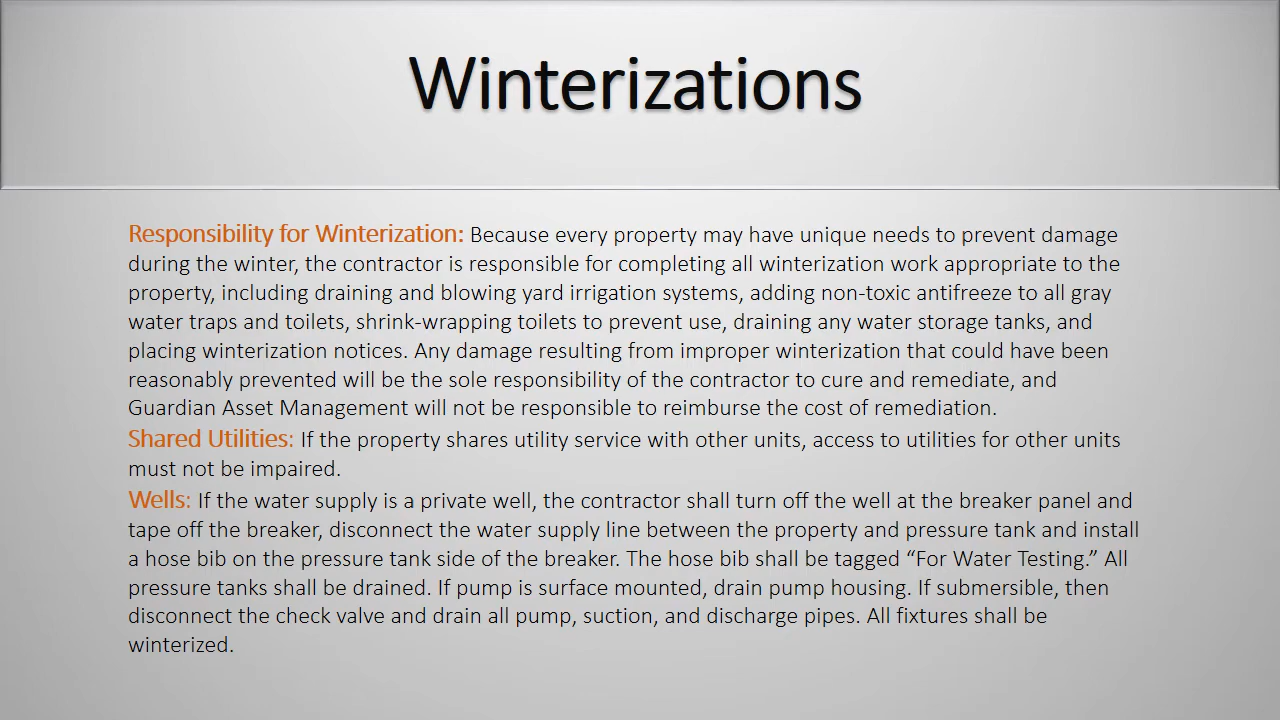 Winterizations
Responsibility for Winterization: Because every property may have unique needs to prevent damage
during the winter, the contractor is responsible for completing all winterization work appropriate to the
property, including draining and blowing yard irrigation systems, adding non-toxic antifreeze to all gray
water traps and toilets, shrink-wrapping toilets to prevent use, draining any water storage tanks, and
placing winterization notices. Any damage resulting from improper winterization that could have been
reasonably prevented will be the sole responsibility of the contractor to cure and remediate, and
Guardian Asset Management will not be responsible to reimburse the cost of remediation.
Shared Utilities: If the property shares utility service with other units, access to utilities for other units
must not be impaired.
Wells: If the water supply is a private well, the contractor shall turn off the well at the breaker panel and
tape off the breaker, disconnect the water supply line between the property and pressure tank and install
a hose bib on the pressure tank side of the breaker. The hose bib shall be tagged “For Water Testing.” All
pressure tanks shall be drained. If pump is surface mounted, drain pump housing. If submersible, then
disconnect the check valve and drain all pump, suction, and discharge pipes. All fixtures shall be
winterized.